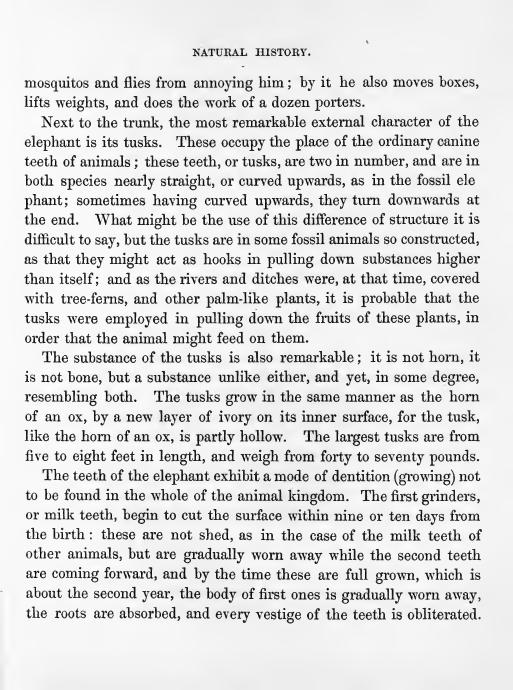 NATURAL HISTORY.
mosquitos and flies from annoying him; by it he also moves boxes,
lifts weights, and does the work of a dozen porters.
Next to the trunk, the most remarkable external character of the
elephant is its tusks. These occupy the place of the ordinary canine
teeth of animals; these teeth, or tusks, are two in number, and are in
both species nearly straight, or curved upwards, as in the fossil ele
phant; sometimes having curved upwards, they turn downwards at
the end. What might be the use of this difference of structure it is
difficult to say, but the tusks are in some fossil animals so constructed,
as that they might act as hooks in pulling down substances higher
than itself; and as the rivers and ditches were, at that time, covered
with tree-ferns, and other palm-like plants, it is probable that the
tusks were employed in pulling down the fruits of these plants, in
order that the animal might feed on them.
The substance of the tusks is also remarkable; it is not horn, it
is not bone, but a substance unlike either, and yet, in some degree,
resembling both. The tusks grow in the same manner as the horn
of an ox, by a new layer of ivory on its inner surface, for the tusk,
like the horn of an ox, is partly hollow. The largest tusks are from
five to eight feet in length, and weigh from forty to seventy pounds.
The teeth of the elephant exhibit a mode of dentition (growing) not
to be found in the whole of the animal kingdom. The first grinders,
or milk teeth, begin to cut the surface within nine or ten days from
the birth: these are not shed, as in the case of the milk teeth of
other animals, but are gradually worn away while the second teeth
are coming forward, and by the time these are full grown, which is
about the second year, the body of first ones is gradually worn away,
the roots are absorbed, and every vestige of the teeth is obliterated.